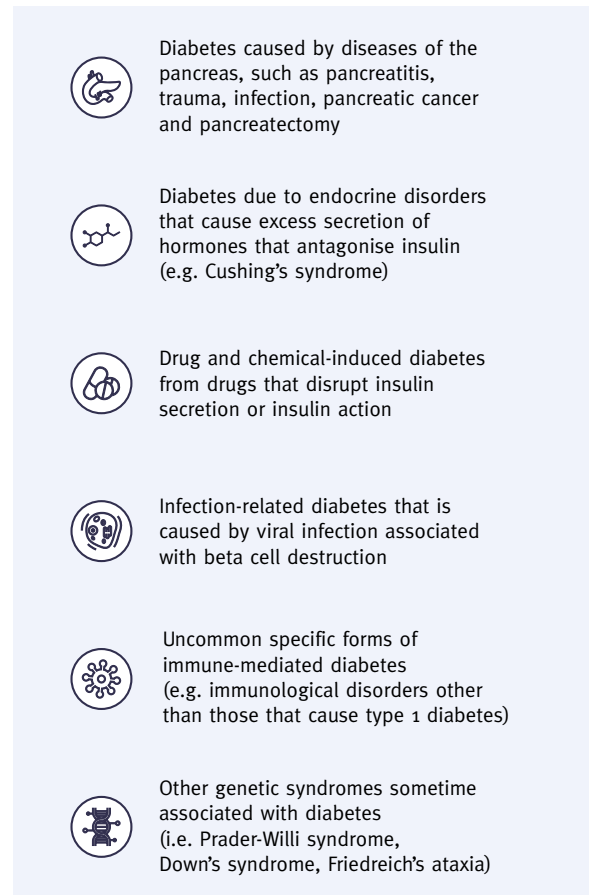 Diabetes caused by diseases of the
pancreas, such as pancreatitis,
trauma, infection, pancreatic cancer
and pancreatectomy
Diabetes due to endocrine disorders
that cause excess secretion of
hormones that antagonise insulin
(e.g. Cushing’s syndrome)
Drug and chemical-induced diabetes
from drugs that disrupt insulin
secretion or insulin action
Infection-related diabetes that is
caused by viral infection associated
with beta cell destruction
Uncommon specific forms of
immune-mediated diabetes
(e.g. immunological disorders other
than those that cause type 1 diabetes)
Other genetic syndromes sometime
associated with diabetes
(i.e. Prader-Willi syndrome,
Down’s syndrome, Friedreich’s ataxia)